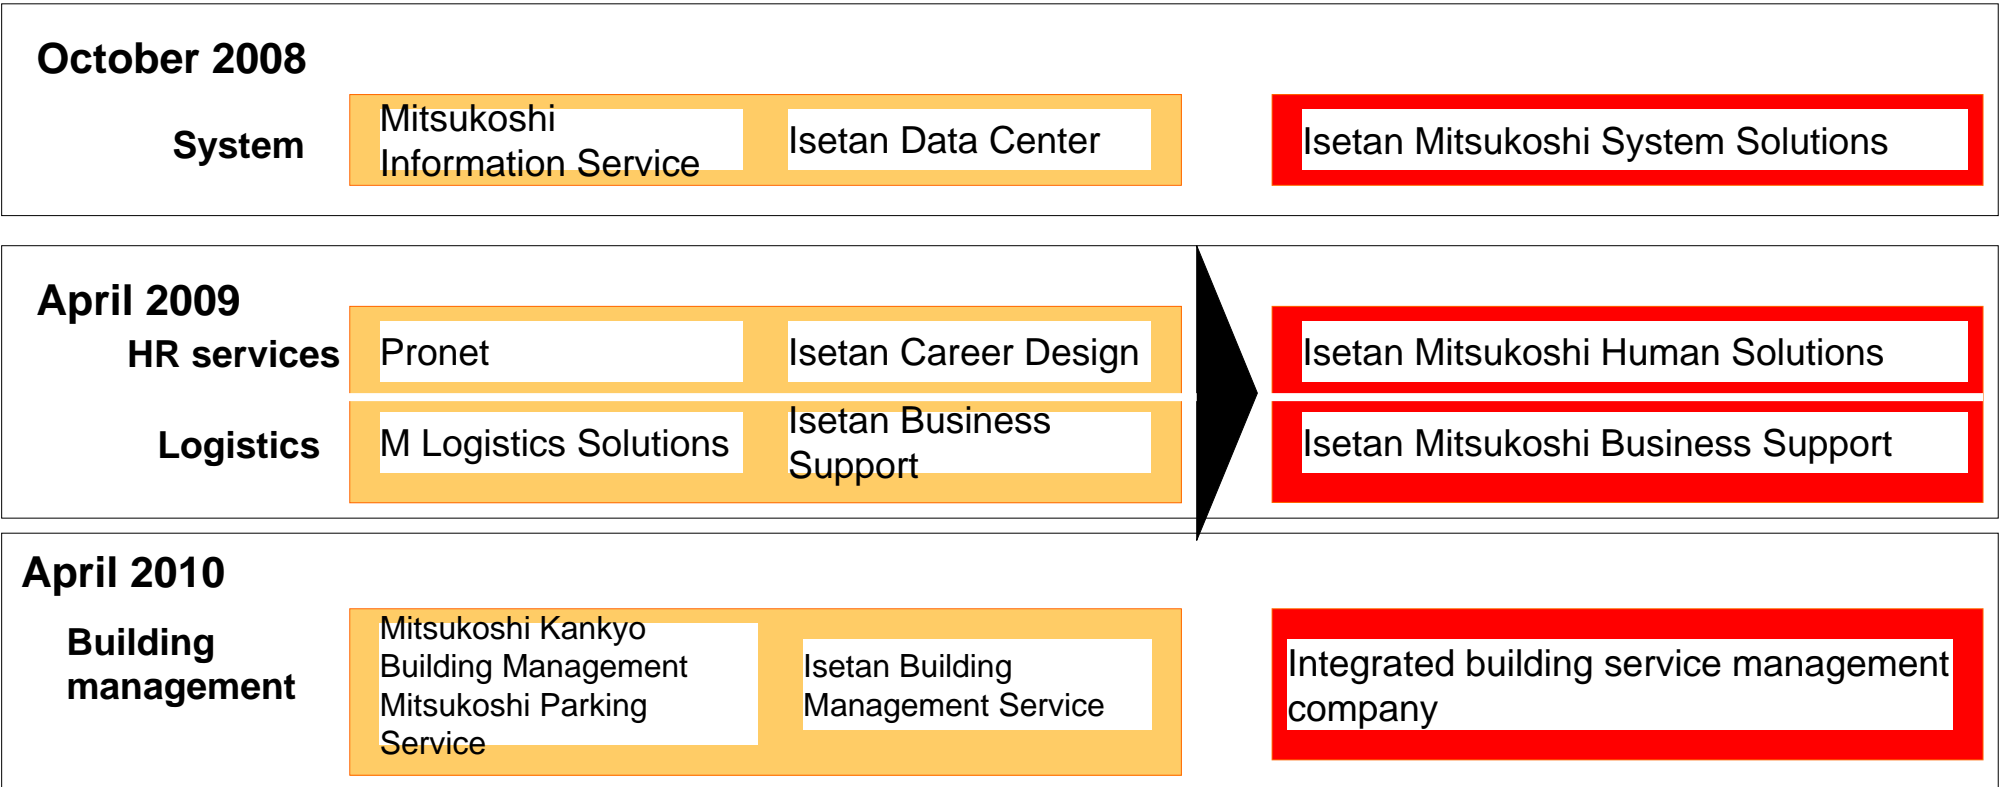 October 2008
System
Mitsukoshi
Information Service
Isetan Data Center
Isetan Mitsukoshi System Solutions
April 2009
HR services
Pronet
Isetan Career Design
Isetan Mitsukoshi Human Solutions
Logistics
M Logistics Solutions
Isetan Business
Support
Isetan Mitsukoshi Business Support
April 2010
Building
management
Mitsukoshi Kankyo
Building Management
Mitsukoshi Parking
Service
Isetan Building
Management Service
Integrated building service management
company